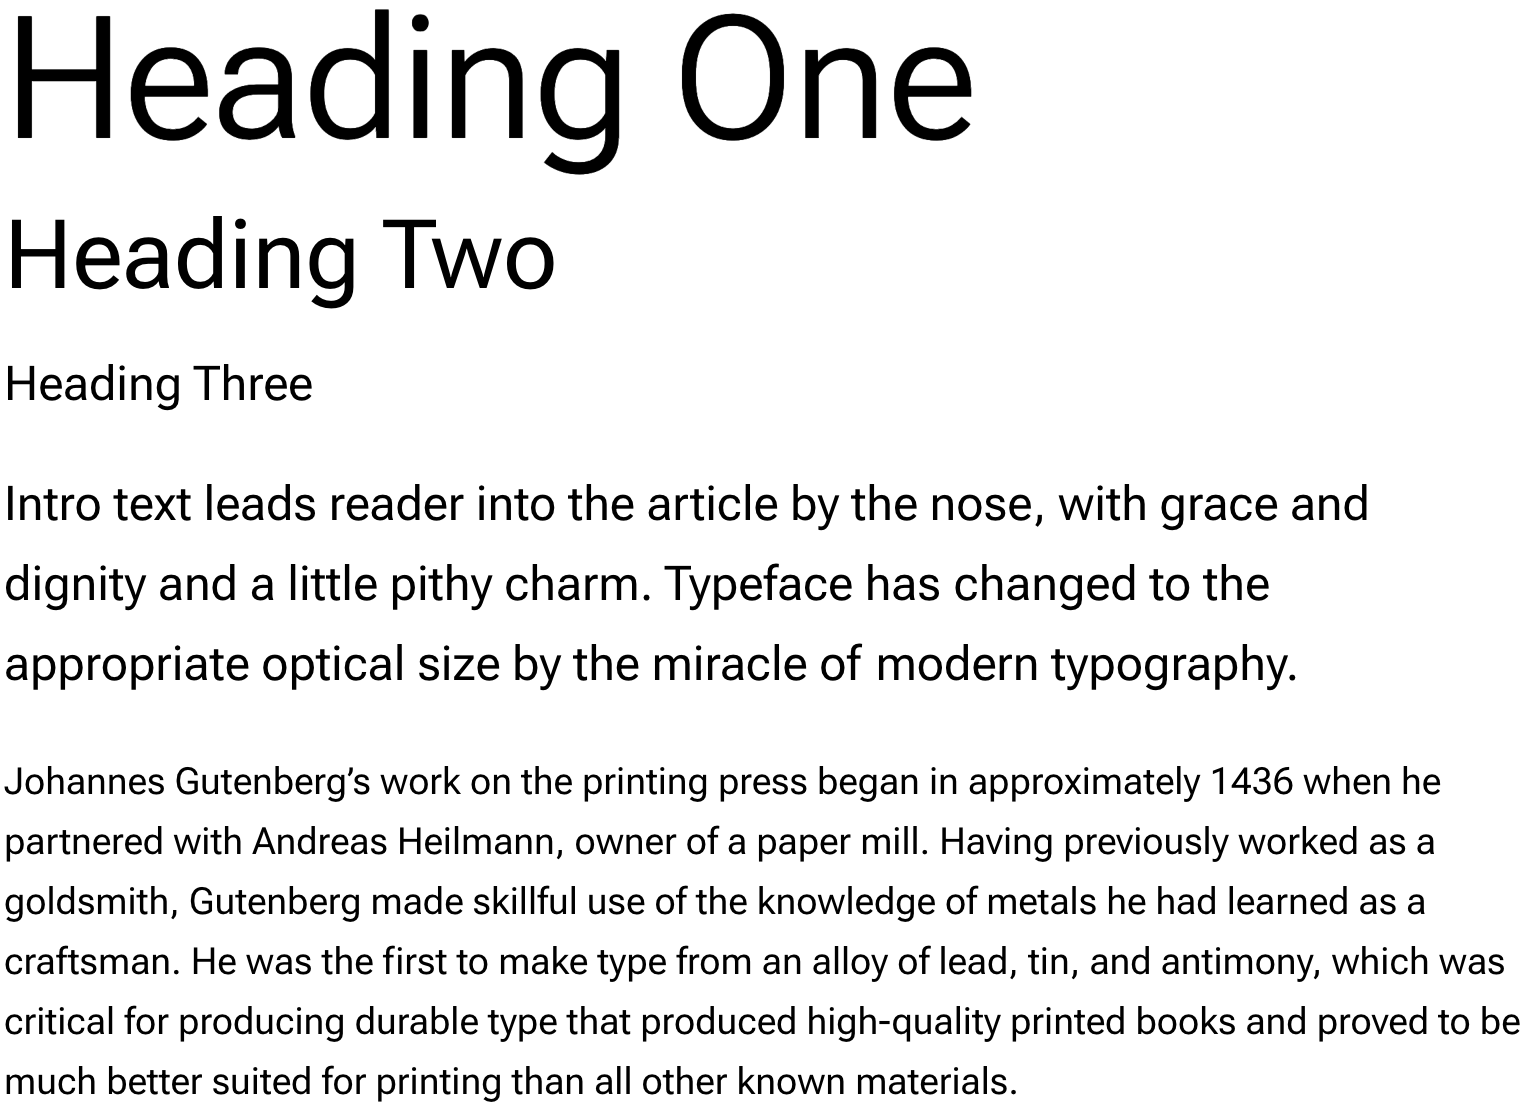 Heading One
Heading Two
Heading Three
Intro text leads reader into the article by the nose, with grace and
dignity and a little pithy charm. Typeface has changed to the
appropriate optical size by the miracle of modern typography.
Johannes Gutenberg’s work on the printing press began in approximately 1436 when he
partnered with Andreas Heilmann, owner of a paper mill. Having previously worked as a
goldsmith, Gutenberg made skillful use of the knowledge of metals he had learned as a
craftsman. He was the first to make type from an alloy of lead, tin, and antimony, which was
critical for producing durable type that produced high-quality printed books and proved to be
much better suited for printing than all other known materials.